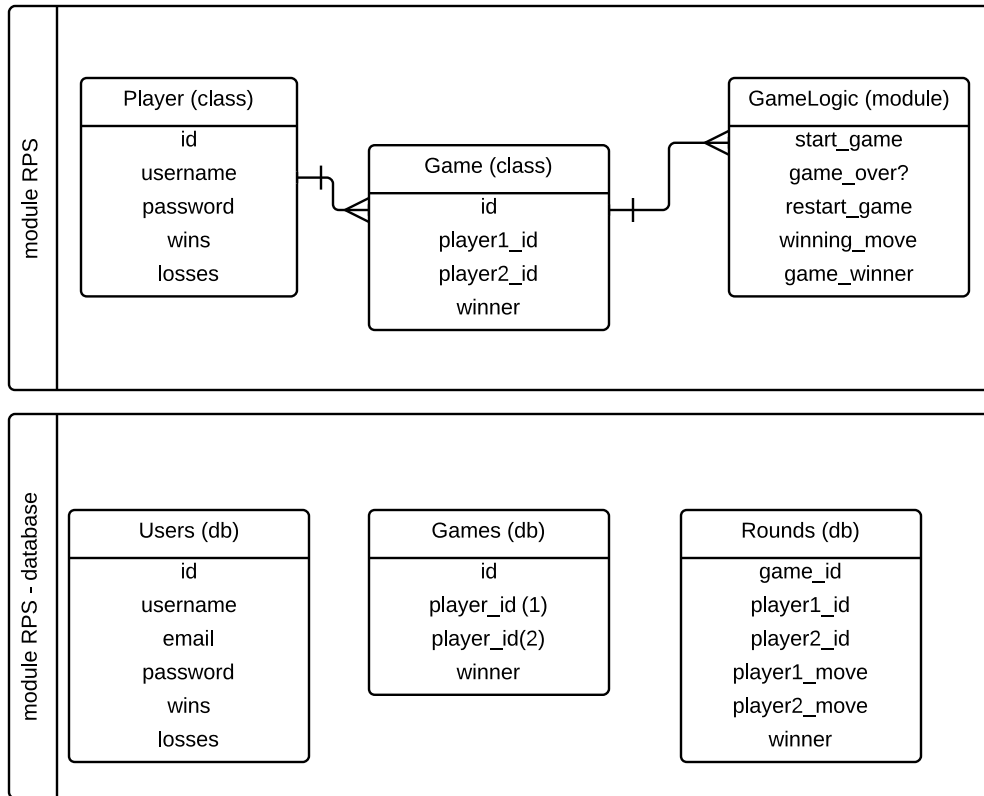 module RPS
Player (class)
id
username
password
wins
losses
Game (class)
id
player1_id
player2_id
winner
GameLogic (module)
start_game
game_over?
restart_game
winning_move
game_winner
module RPS - database
Users (db)
id
username
email
password
wins
losses
Games (db)
id
player_id (1)
player_id(2)
winner
Rounds (db)
game_id
player1_id
player2_id
player1_move
player2_move
winner